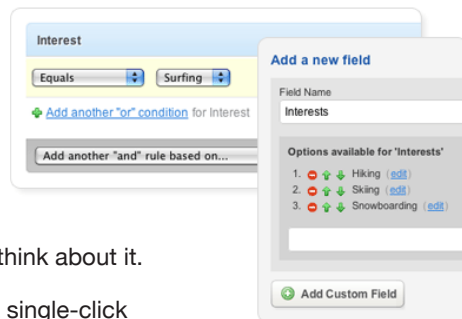 Interest
Equals
Surfing
Add another "or" condition for Interest
Add another "and" rule based on...
Add a new field
Field Name
Interests
Options available for 'Interests'
1. Hiking (edit)
2. Skiing (edit)
3. Snowboarding (edit)
Add Custom Field
think about it.
single-click